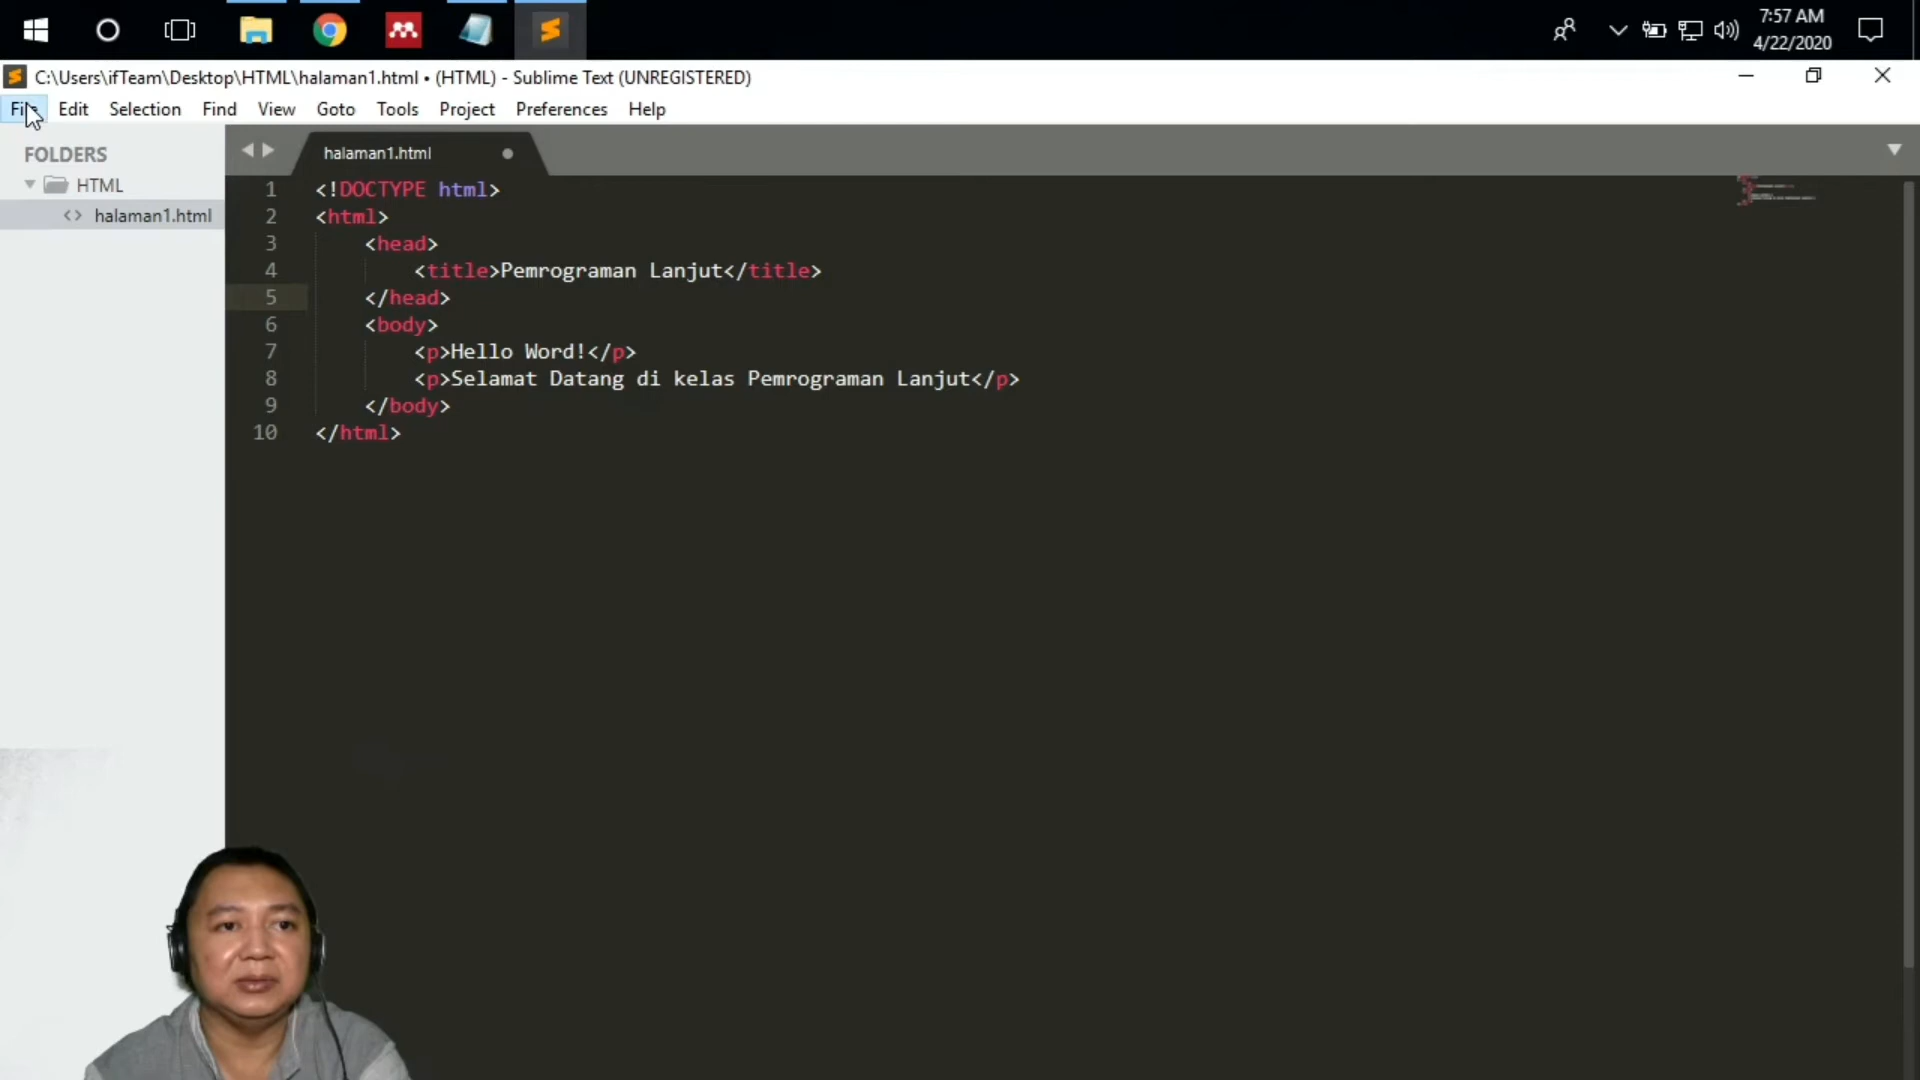 7:57 AM
4/22/2020
C:\Users\ifTeam\Desktop\HTML\halaman1.html • (HTML) - Sublime Text (UNREGISTERED)
File Edit Selection Find View Goto Tools Project Preferences Help
FOLDERS
HTML
<> halaman1.html
halaman1.html
1 <!DOCTYPE html>
2 <html>
3 <head>
4 <title>Pemrograman Lanjut</title>
5 </head>
6 <body>
7 <p>Hello Word!</p>
8 <p>Selamat Datang di kelas Pemrograman Lanjut</p>
9 </body>
10 </html>